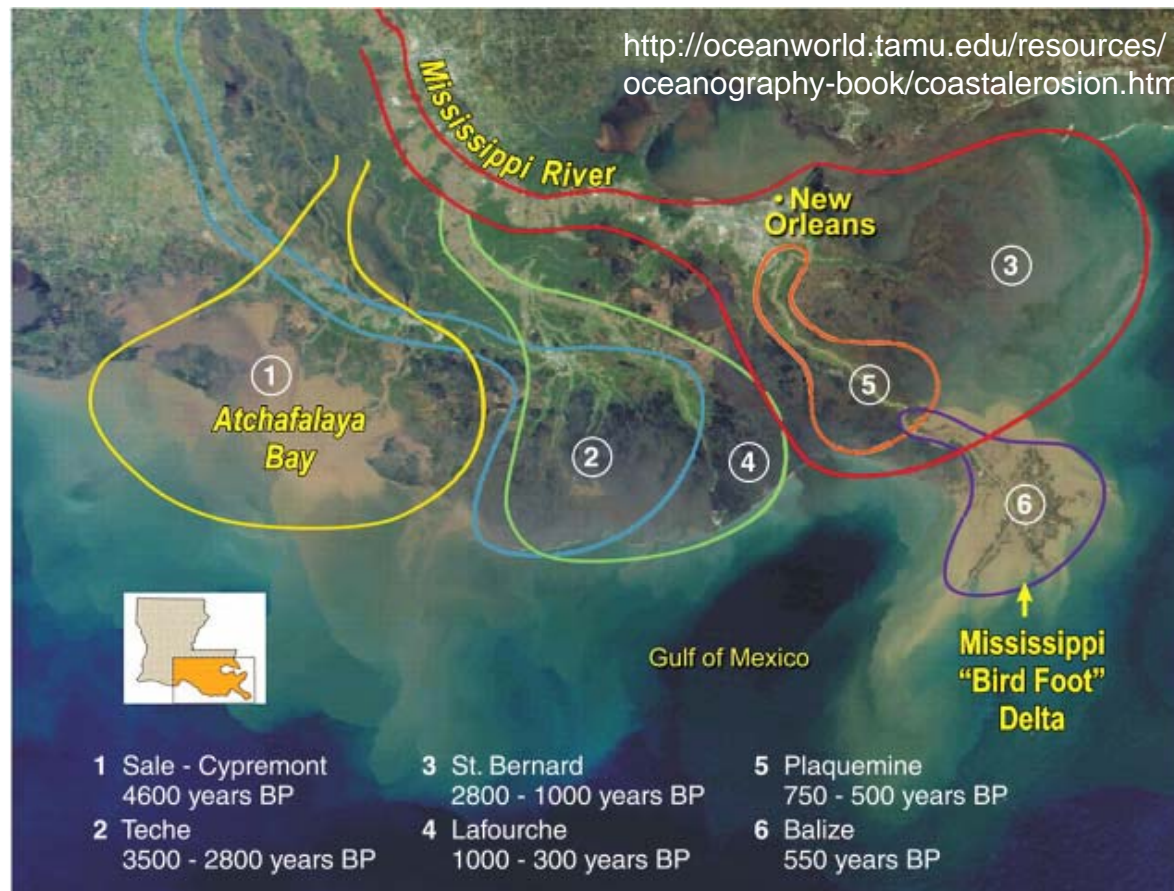 http://oceanworld.tamu.edu/resources/
oceanography-book/coastalerosion.htm
Mississippi River
• New
Orleans
3
1
Atchafalaya
Bay
5
2
4
6
Gulf of Mexico
Mississippi
“Bird Foot”
Delta
1 Sale - Cypremont
4600 years BP
2 Teche
3500 - 2800 years BP
3 St. Bernard
2800 - 1000 years BP
4 Lafourche
1000 - 300 years BP
5 Plaquemine
750 - 500 years BP
6 Balize
550 years BP